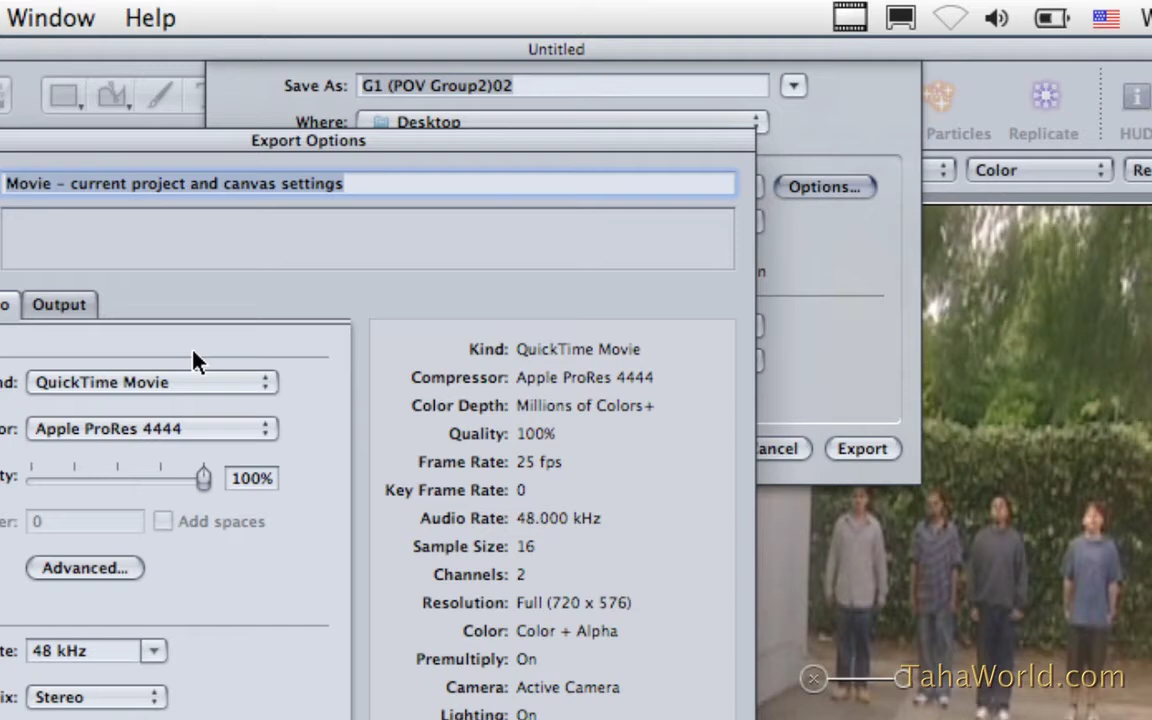 Window Help
Untitled
Save As: G1 (POV Group2)02
Where: Desktop
Particles Replicate HUD
Export Options
Movie – current project and canvas settings
Options...
Color
Output
Kind: QuickTime Movie
QuickTime Movie
Compressor: Apple ProRes 4444
Color Depth: Millions of Colors+
Apple ProRes 4444
Quality: 100%
100%
Frame Rate: 25 fps
Key Frame Rate: 0
0 Add spaces
Audio Rate: 48.000 kHz
Sample Size: 16
Advanced...
Channels: 2
Resolution: Full (720 x 576)
Color: Color + Alpha
48 kHz
Premultiply: On
Camera: Active Camera
Stereo
Lighting: On
Export
TahaWorld.com